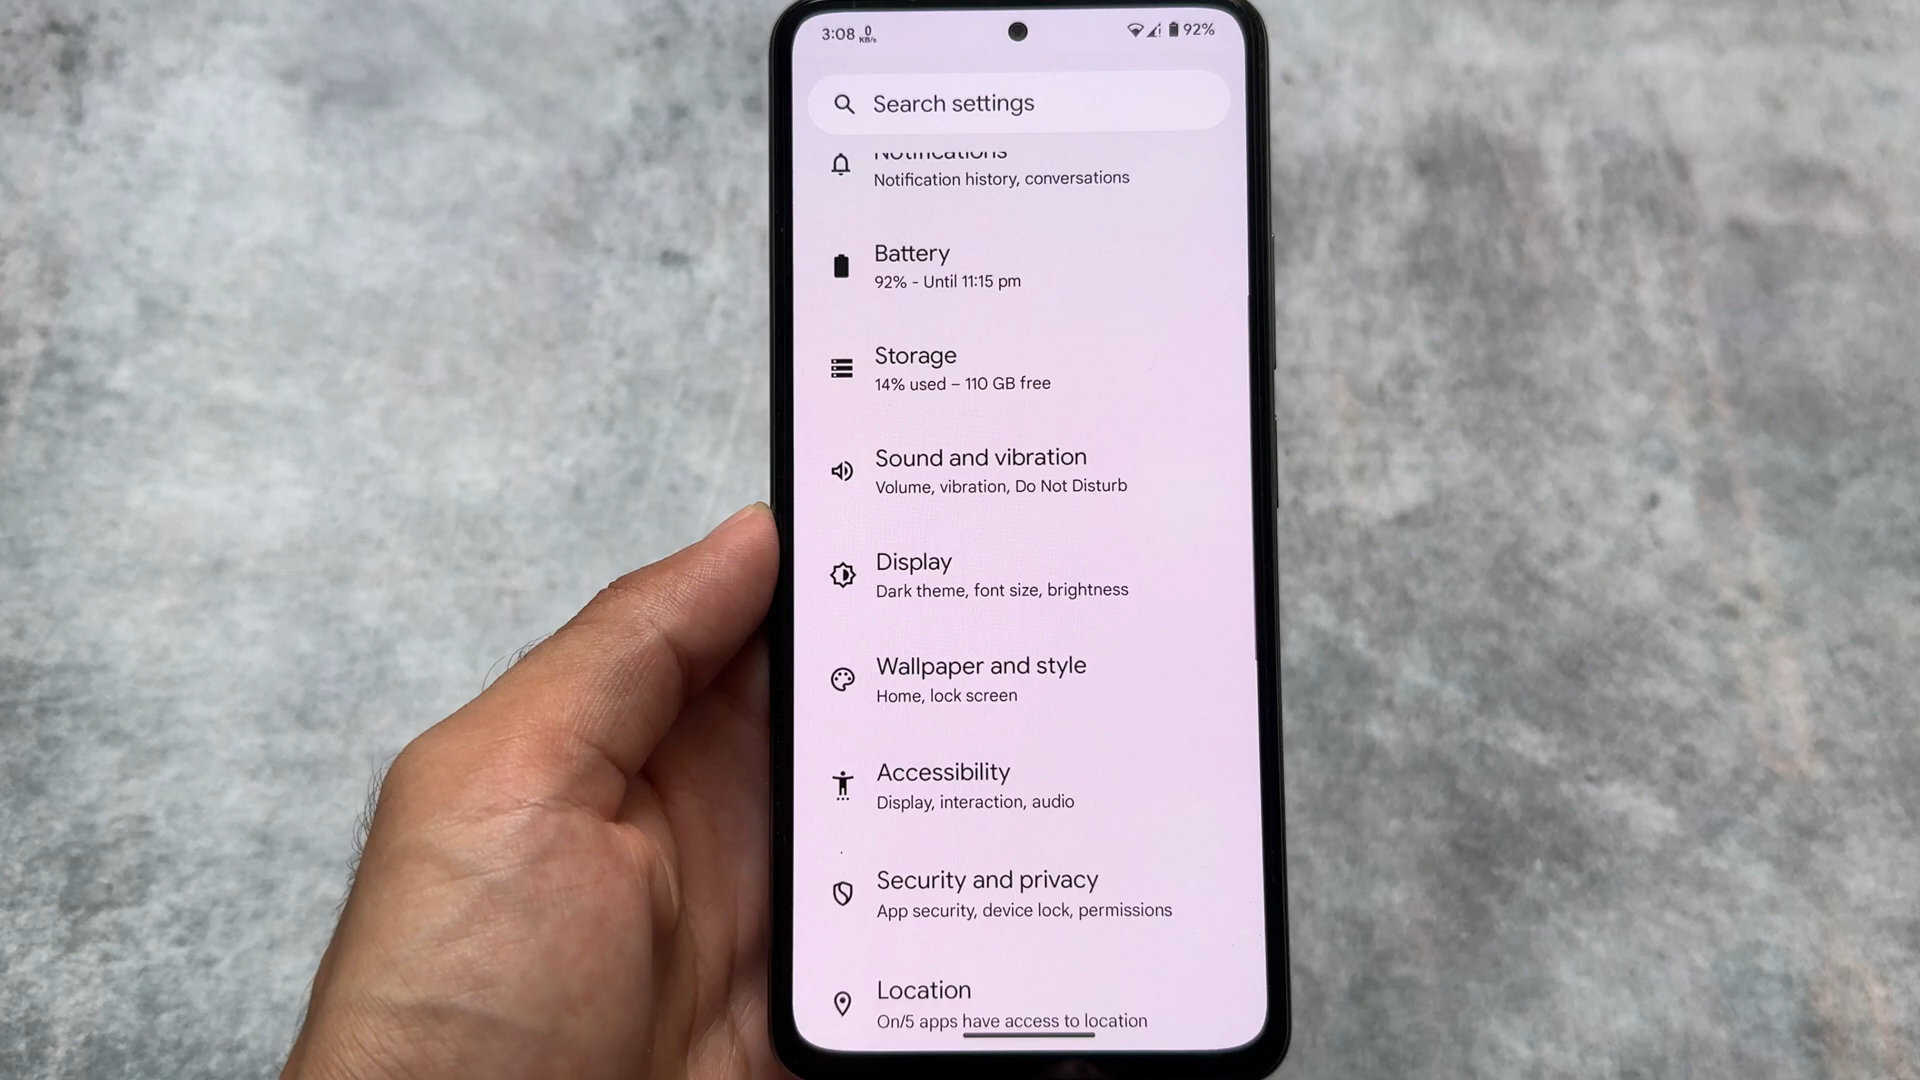 3:08 0 KB/s 92%
Search settings
Notifications
Notification history, conversations
Battery
92% - Until 11:15 pm
Storage
14% used – 110 GB free
Sound and vibration
Volume, vibration, Do Not Disturb
Display
Dark theme, font size, brightness
Wallpaper and style
Home, lock screen
Accessibility
Display, interaction, audio
Security and privacy
App security, device lock, permissions
Location
On/5 apps have access to location